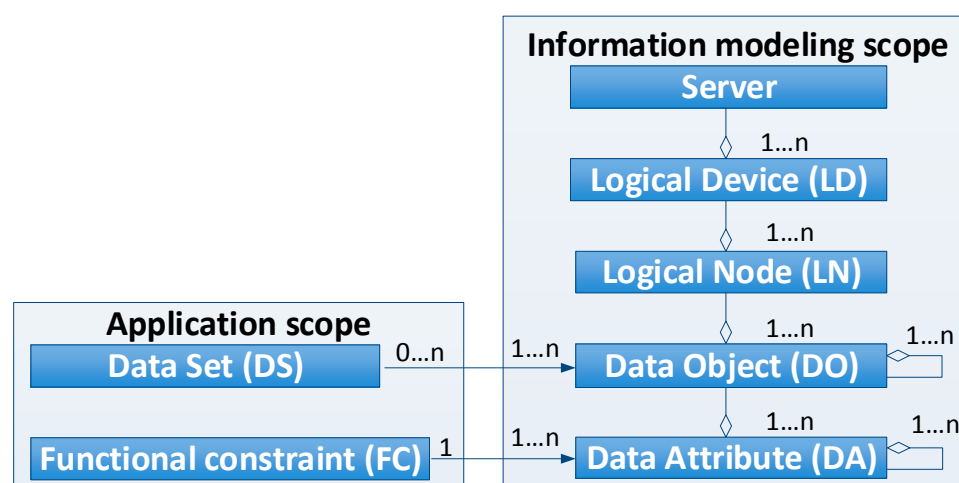 Information modeling scope
Server
1...n
Logical Device (LD)
1...n
Logical Node (LN)
1...n
Application scope
Data Set (DS)
0...n
1...n
Data Object (DO)
1...n
1...n
Functional constraint (FC)
1
1...n
Data Attribute (DA)
1...n